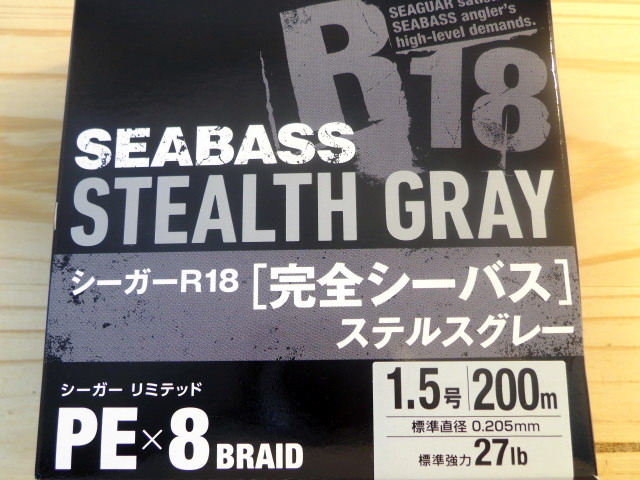 SEAGUAR satis
SEABASS angler's
high-level demands.
R18
SEABASS
STEALTH GRAY
シーガーR18 [完全シーバス]
ステルスグレー
シーガー リミテッド
PE×8 BRAID
1.5号 200m
標準直径 0.205mm
標準強力 27lb